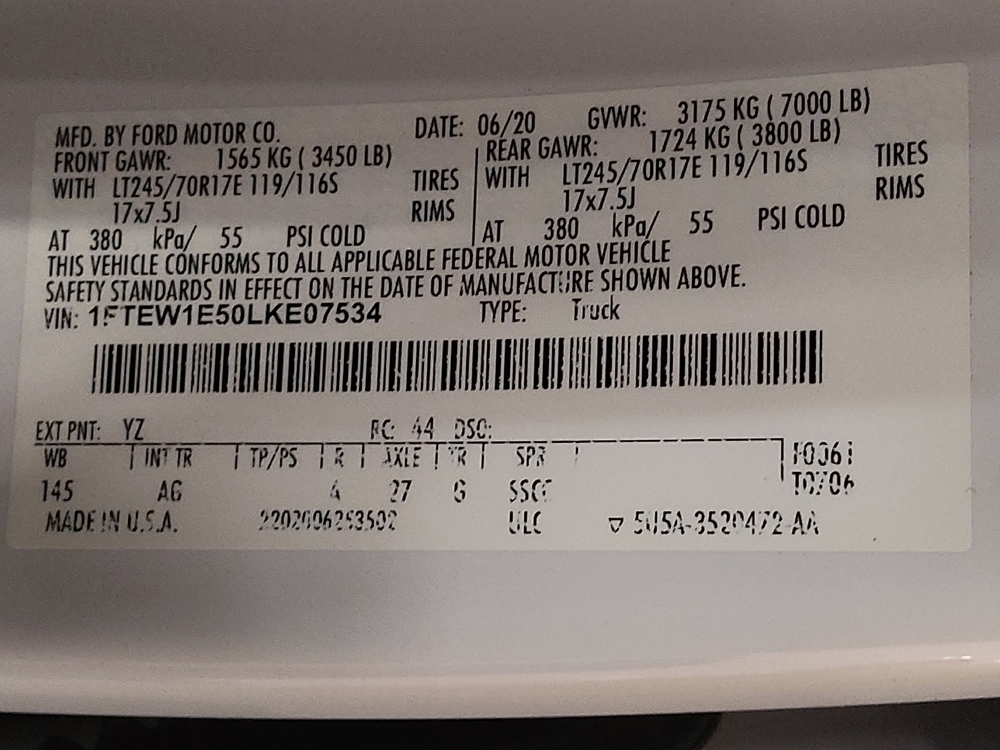 MFD. BY FORD MOTOR CO. DATE: 06/20 GVWR: 3175 KG ( 7000 LB)
FRONT GAWR: 1565 KG ( 3450 LB) REAR GAWR: 1724 KG ( 3800 LB)
WITH LT245/70R17E 119/116S TIRES WITH LT245/70R17E 119/116S TIRES
17x7.5J RIMS 17x7.5J RIMS
AT 380 kPa/ 55 PSI COLD AT 380 kPa/ 55 PSI COLD
THIS VEHICLE CONFORMS TO ALL APPLICABLE FEDERAL MOTOR VEHICLE
SAFETY STANDARDS IN EFFECT ON THE DATE OF MANUFACTURE SHOWN ABOVE.
VIN: 1FTEW1E50LKE07534 TYPE: Truck
EXT PNT: YZ RC: 44 DSO:
WB INT TR TP/PS R AXLE TR SPR
145 AG 4 27 G
MADE IN U.S.A. ULC